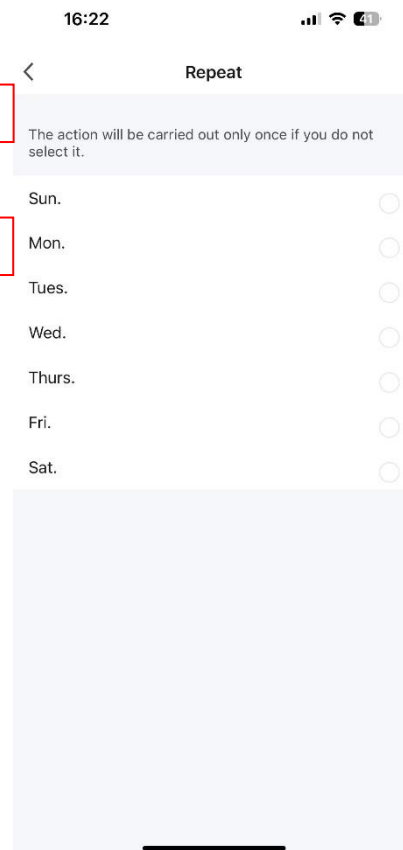 16:22
41
Repeat
The action will be carried out only once if you do not
select it.
Sun.
Mon.
Tues.
Wed.
Thurs.
Fri.
Sat.